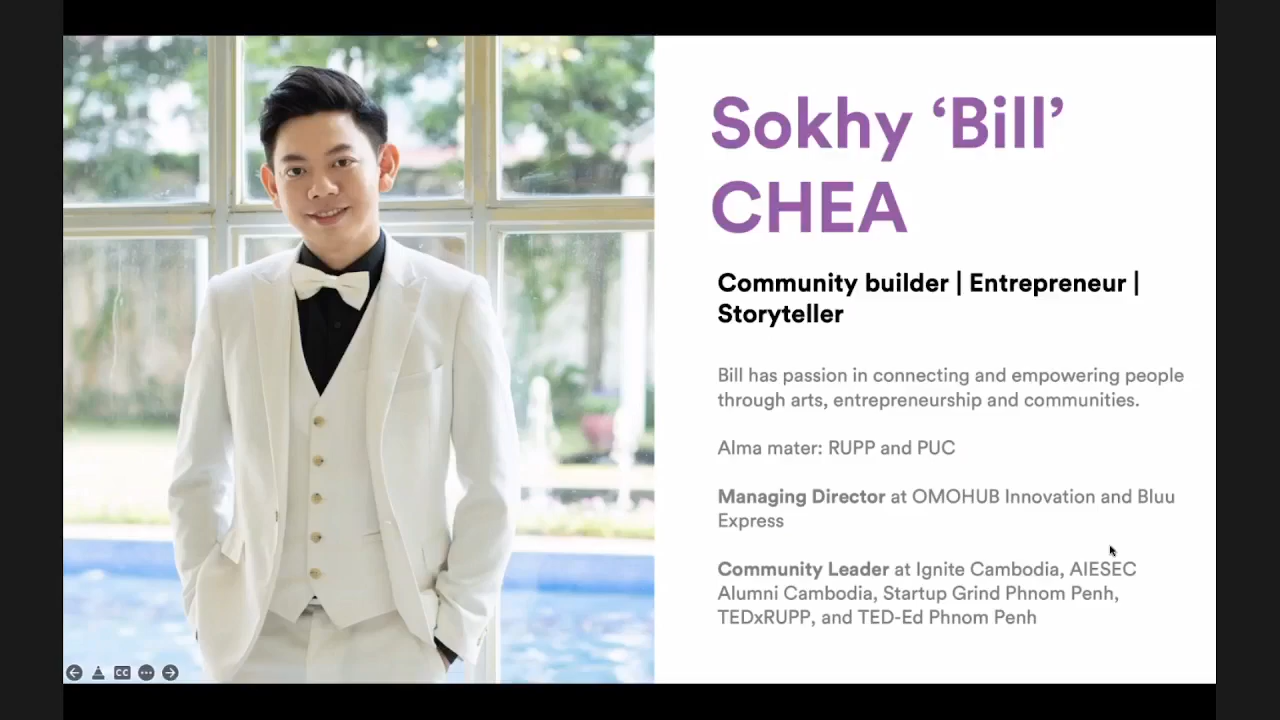 Sokhy ‘Bill’
CHEA
Community builder | Entrepreneur |
Storyteller
Bill has passion in connecting and empowering people
through arts, entrepreneurship and communities.
Alma mater: RUPP and PUC
Managing Director at OMOHUB Innovation and Bluu
Express
Community Leader at Ignite Cambodia, AIESEC
Alumni Cambodia, Startup Grind Phnom Penh,
TEDxRUPP, and TED-Ed Phnom Penh
CC